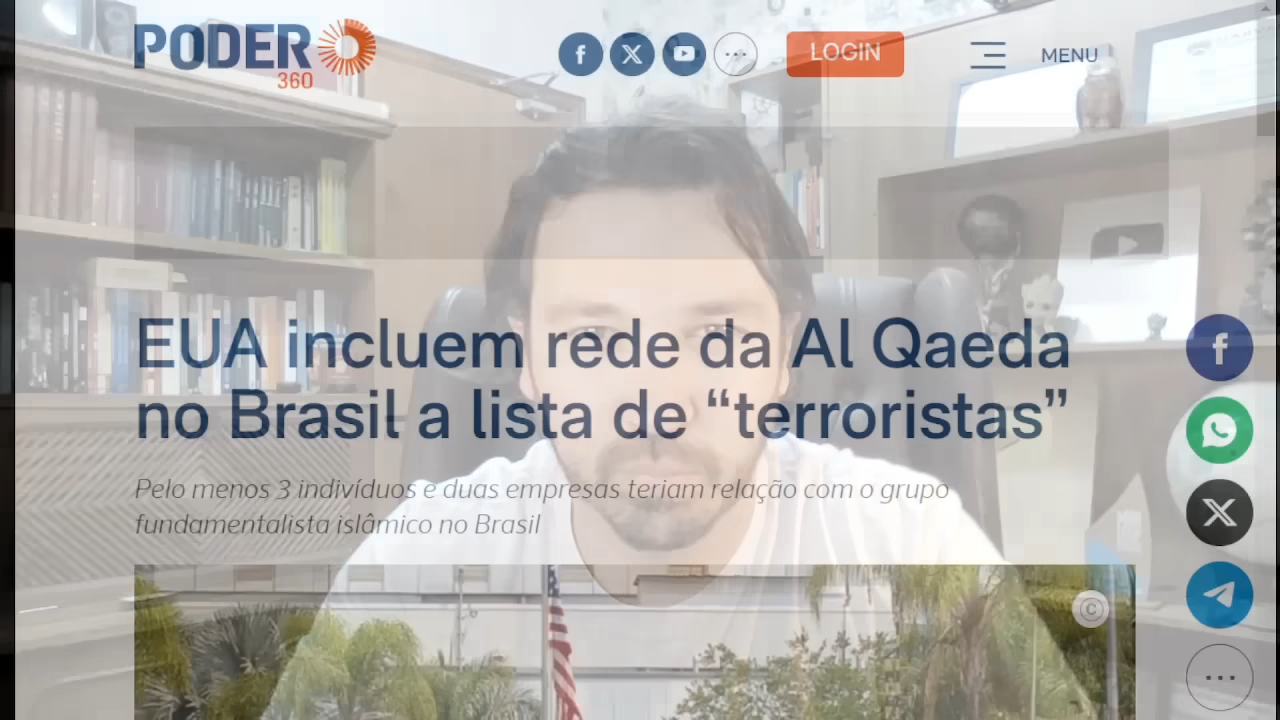 PODER
360
LOGIN
MENU
EUA incluem rede da Al Qaeda
no Brasil a lista de “terroristas”
Pelo menos 3 indivíduos e duas empresas teriam relação com o grupo
fundamentalista islâmico no Brasil
©